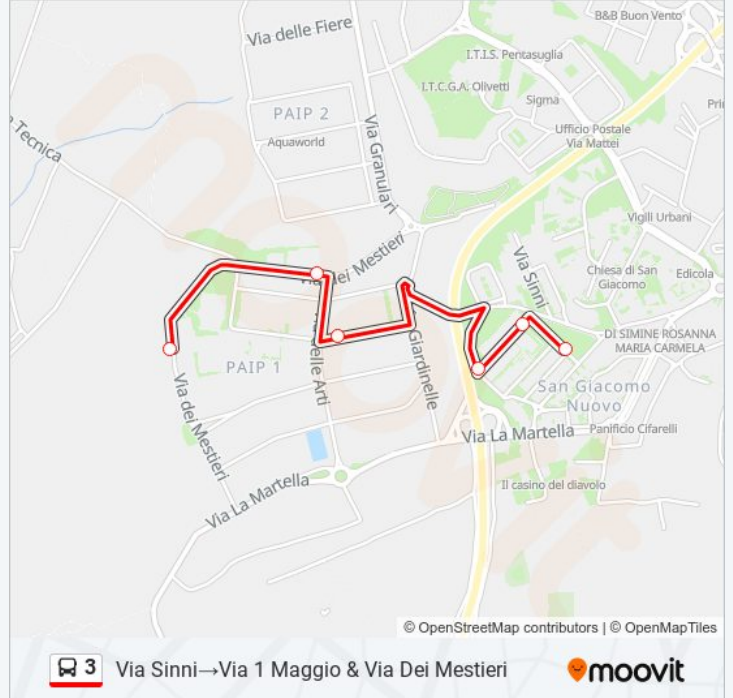 B&B Buon Vento
Via delle Fiere
I.T.I.S. Pentasuglia
I.T.C.G.A. Olivetti
Sigma
PAIP 2
Aquaworld
Ufficio Postale
Via Mattei
Tecnica
Via Granulari
Vigili Urbani
Via dei Mestieri
Via Sinni
Chiesa di San
Giacomo
Edicola
DI SIMINE ROSANNA
MARIA CARMELA
PAIP 1
Via delle Arti
Giardinelle
San Giacomo
Nuovo
Via dei Mestieri
Via La Martella
Panificio Cifarelli
Via La Martella
Il casino del diavolo
© OpenStreetMap contributors | © OpenMapTiles
3 Via Sinni→Via 1 Maggio & Via Dei Mestieri
moovit